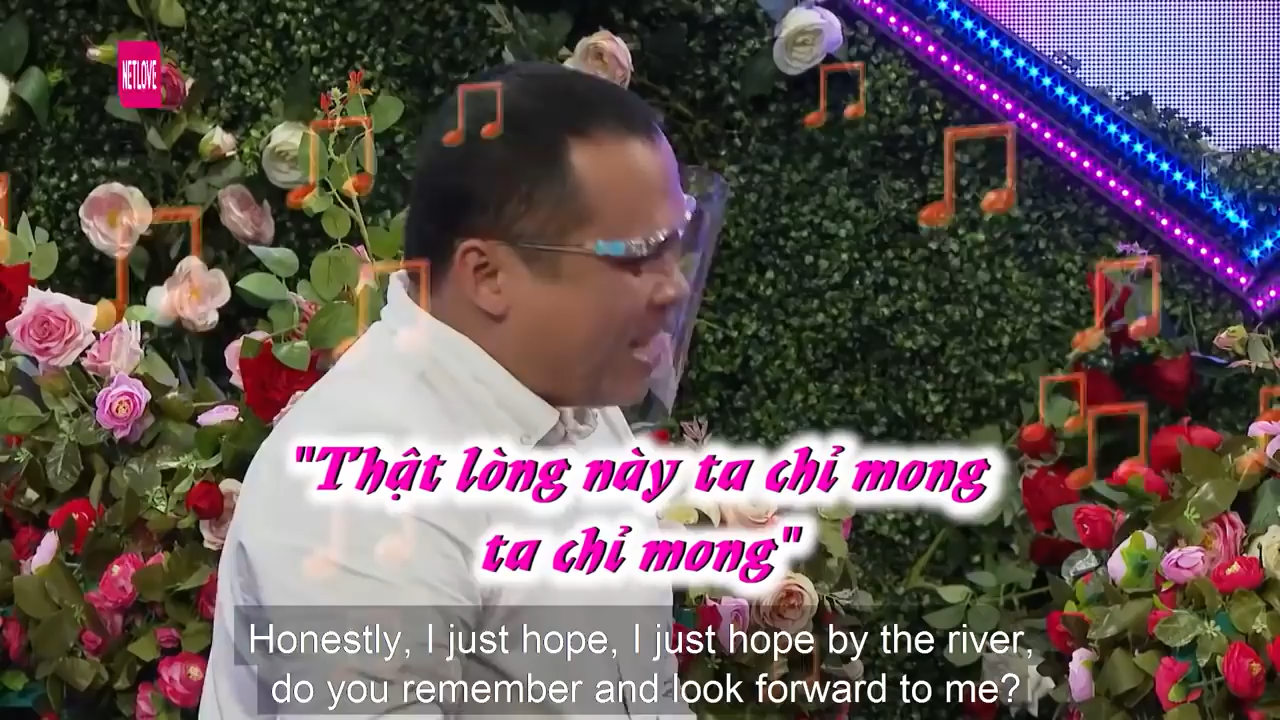 NETLOVE
"Thật lòng này ta chỉ mong
ta chỉ mong"
Honestly, I just hope, I just hope by the river,
do you remember and look forward to me?